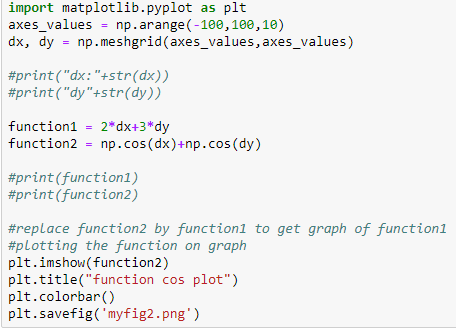 import matplotlib.pyplot as plt
axes_values = np.arange(-100,100,10)
dx, dy = np.meshgrid(axes_values,axes_values)
#print("dx:"+str(dx))
#print("dy"+str(dy))
function1 = 2*dx+3*dy
function2 = np.cos(dx)+np.cos(dy)
#print(function1)
#print(function2)
#replace function2 by function1 to get graph of function1
#plotting the function on graph
plt.imshow(function2)
plt.title("function cos plot")
plt.colorbar()
plt.savefig('myfig2.png')